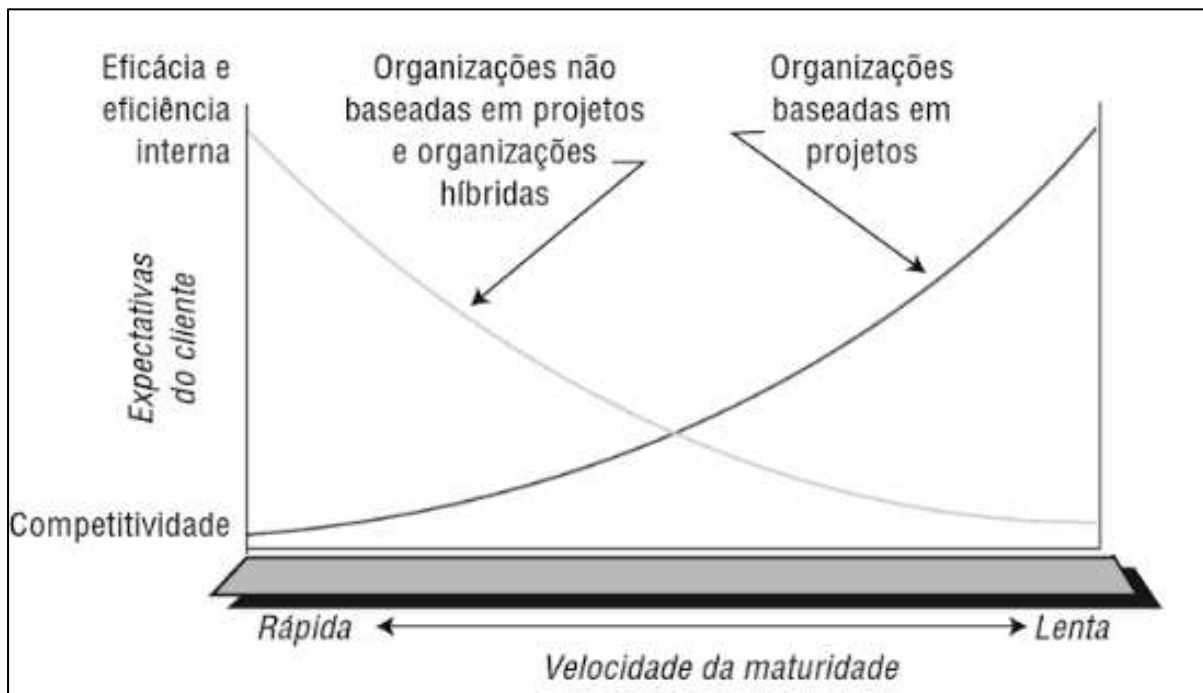 Eficácia e
eficiência
interna
Organizações não
baseadas em projetos
e organizações
híbridas
Organizações
baseadas em
projetos
Expectativas
do cliente
Competitividade
Rápida
Lenta
Velocidade da maturidade